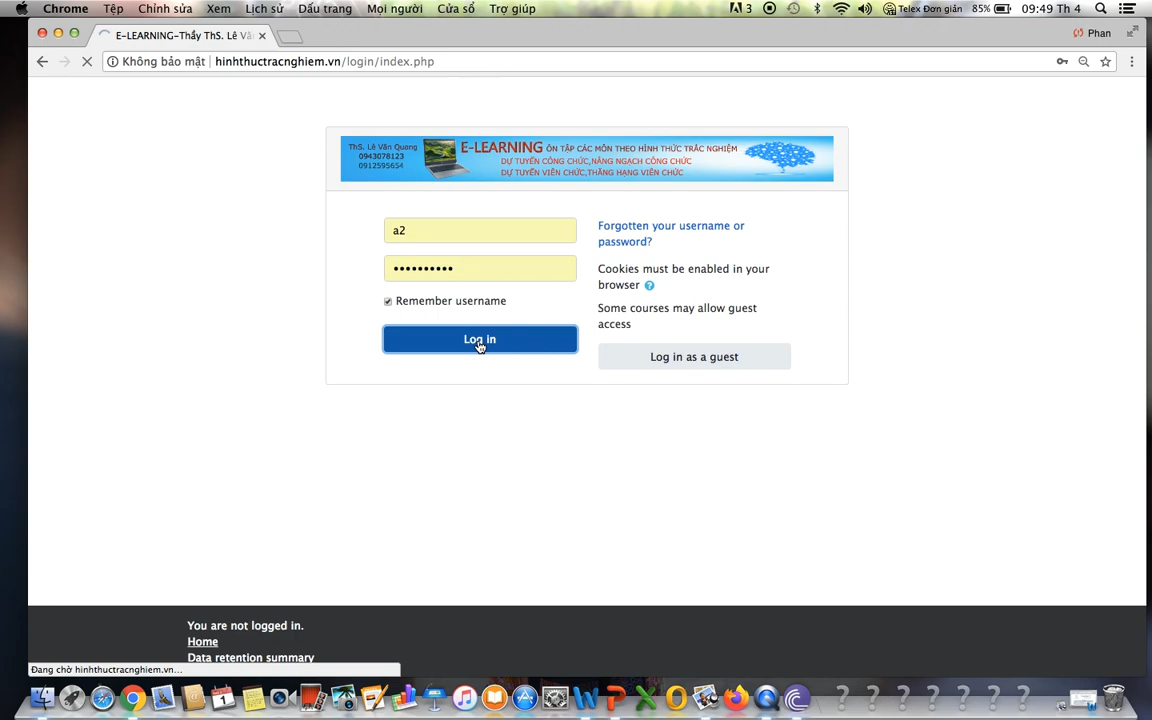 Chrome Tệp Chỉnh sửa Xem Lịch sử Dấu trang Mọi người Cửa sổ Trợ giúp 3 Telex Đơn giản 85% 09:49 Th 4
E-LEARNING-Thầy ThS. Lê Vă Phan
Không bảo mật hinhthuctracnghiem.vn/login/index.php
ThS. Lê Văn Quang
0943078123
0912595654
E-LEARNING ÔN TẬP CÁC MÔN THEO HÌNH THỨC TRẮC NGHIỆM
DỰ TUYỂN CÔNG CHỨC,NÂNG NGẠCH CÔNG CHỨC
DỰ TUYỂN VIÊN CHỨC,THĂNG HẠNG VIÊN CHỨC
a2
••••••••••
Remember username
Log in
Forgotten your username or
password?
Cookies must be enabled in your
browser ?
Some courses may allow guest
access
Log in as a guest
You are not logged in.
Home
Data retention summary
Đang chờ hinhthuctracnghiem.vn...